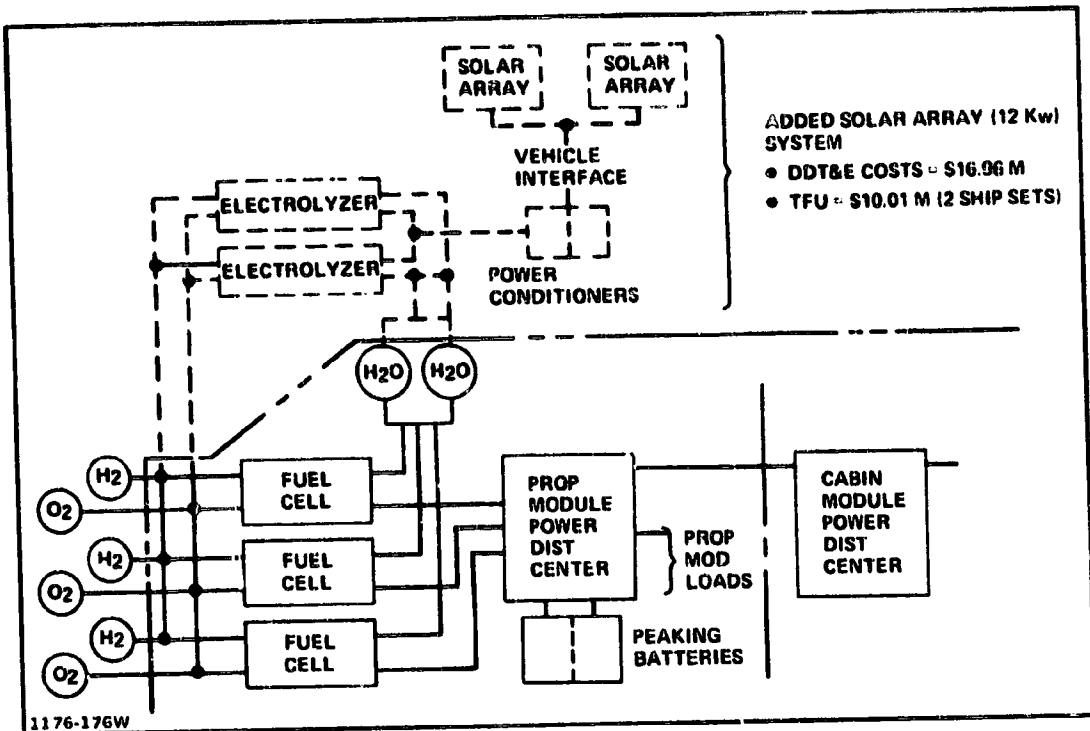 SOLAR
ARRAY
SOLAR
ARRAY
ADDED SOLAR ARRAY (12 Kw)
SYSTEM
• DDT&E COSTS ~ $16.96 M
• TFU ~ $10.01 M (2 SHIP SETS)
VEHICLE
INTERFACE
ELECTROLYZER
ELECTROLYZER
POWER
CONDITIONERS
H2O
H2O
H2
O2
H2
O2
H2
O2
FUEL
CELL
FUEL
CELL
FUEL
CELL
PROP
MODULE
POWER
DIST
CENTER
PROP
MOD
LOADS
PEAKING
BATTERIES
CABIN
MODULE
POWER
DIST
CENTER
1176-176W